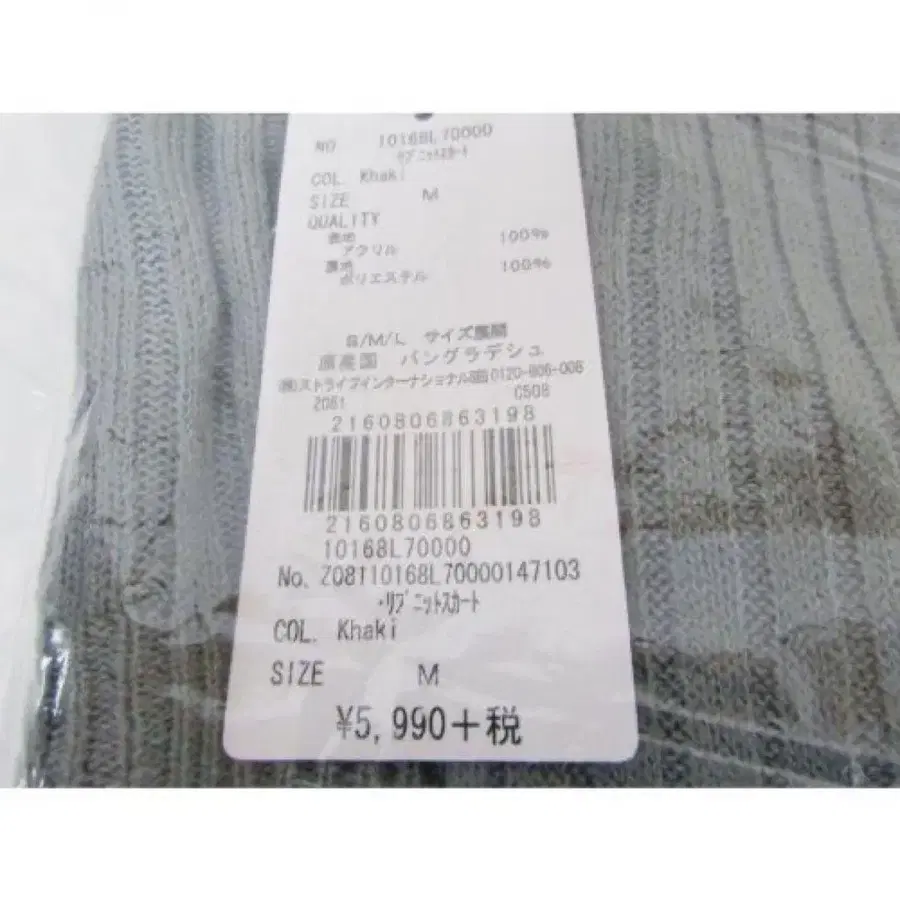 NO 10168L70000
ﾘﾌﾞﾆｯﾄｽｶｰﾄ
COL. Khaki
SIZE M
QUALITY
表地
アクリル 100%
裏地
ポリエステル 100%
S/M/L サイズ展開
原産国 バングラデシュ
(株)ストライプインターナショナル 0120-806-006
2081 C508
2160806863198
2160806863198
10168L70000
No. Z08110168L70000147103
･ﾘﾌﾞﾆｯﾄｽｶｰﾄ
COL. Khaki
SIZE M
¥5,990+税